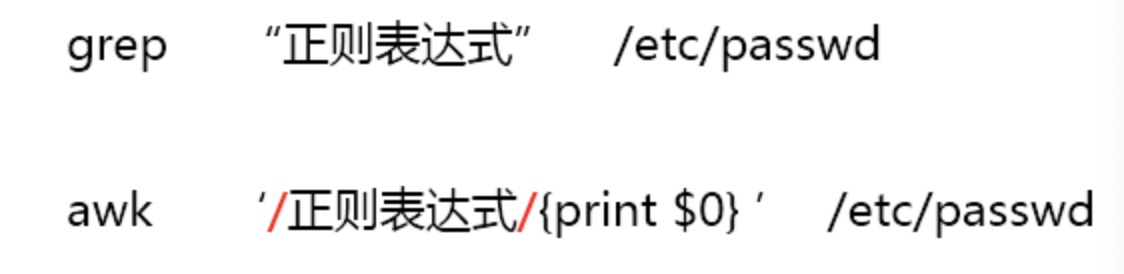 grep “正则表达式” /etc/passwd
awk ‘/正则表达式/{print $0} ’ /etc/passwd